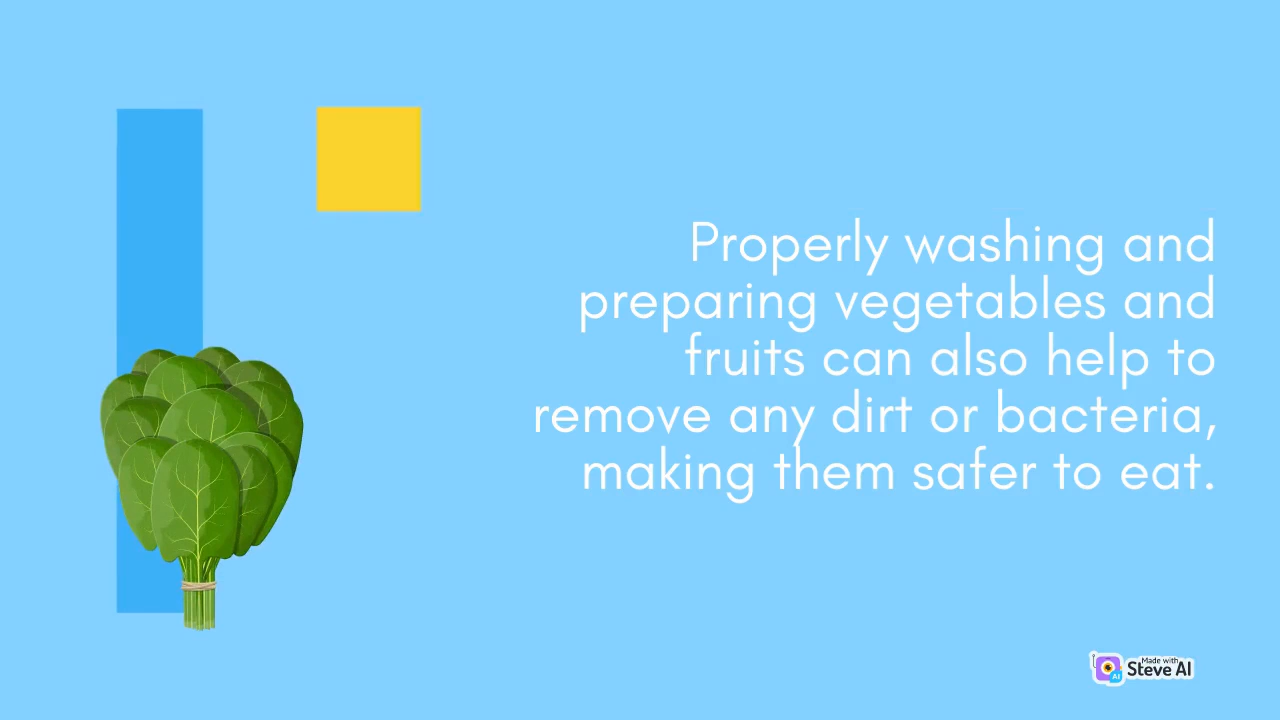 Properly washing and
preparing vegetables and
fruits can also help to
remove any dirt or bacteria,
making them safer to eat.
Made with
Steve AI
AI